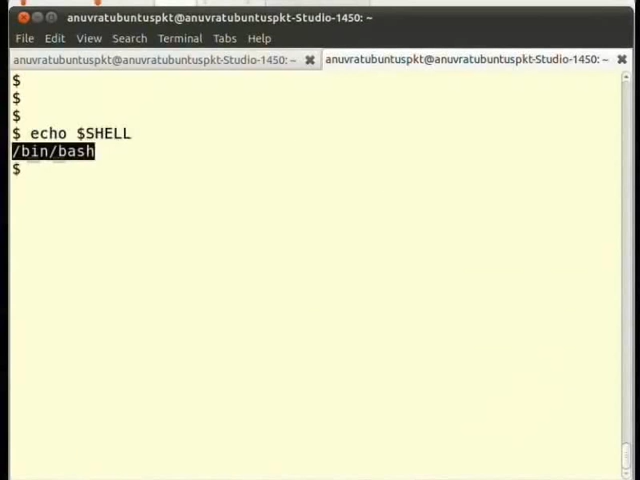 anuvratubuntuspkt@anuvratubuntuspkt-Studio-1450: ~
File Edit View Search Terminal Tabs Help
anuvratubuntuspkt@anuvratubuntuspkt-Studio-1450: ~ anuvratubuntuspkt@anuvratubuntuspkt-Studio-1450: ~
$
$
$
$ echo $SHELL
/bin/bash
$